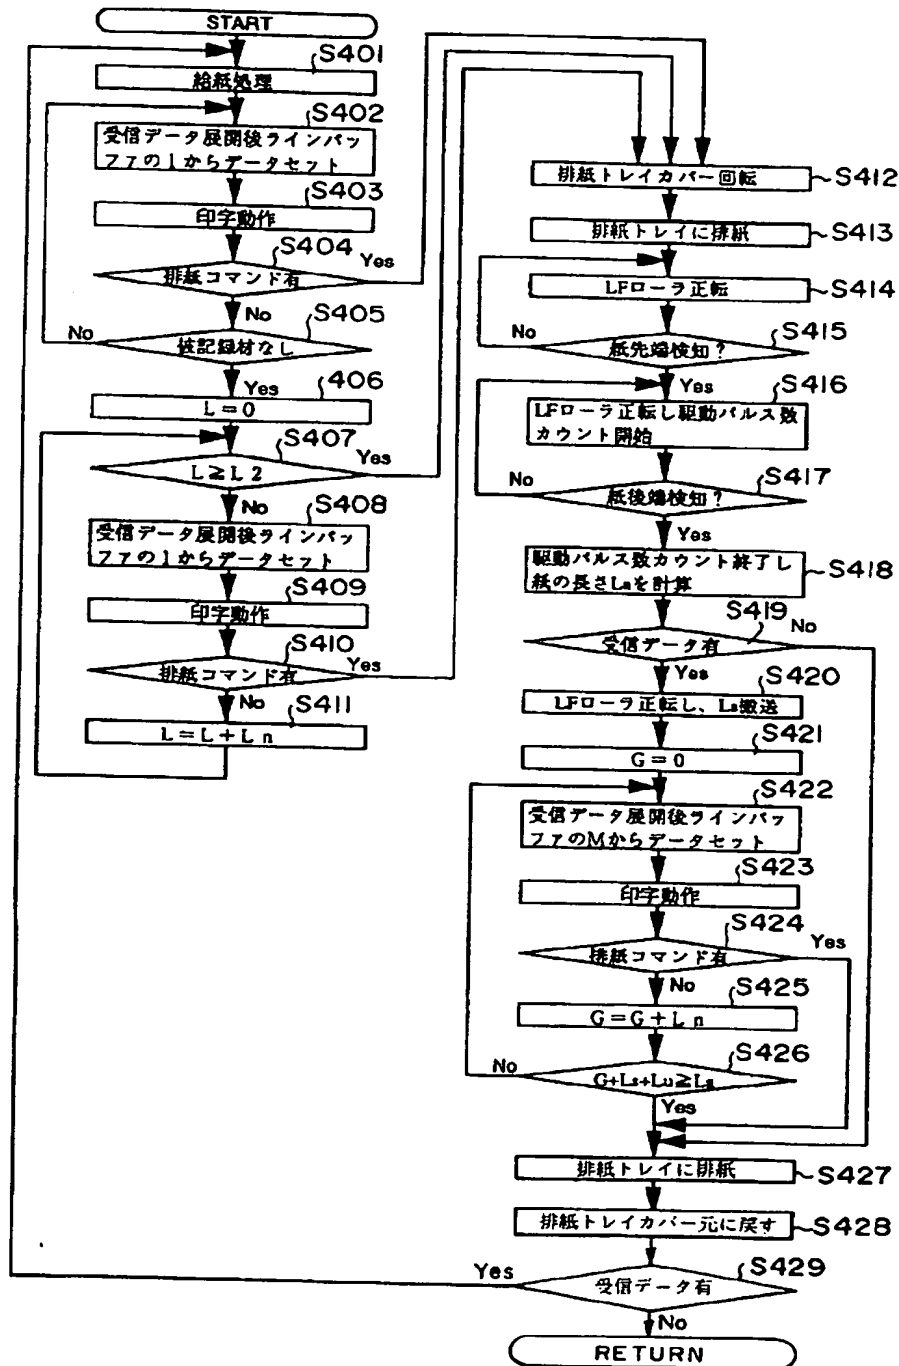 START
S401
給紙処理
S402
受信データ展開後ラインバッ
ファの1からデータセット
S403
印字動作
S404
排紙コマンド有
Yes
No
S405
被記録材なし
No
Yes
406
L=0
S407
L≧L2
Yes
No
S408
受信データ展開後ラインバッ
ファの1からデータセット
S409
印字動作
S410
排紙コマンド有
Yes
No
S411
L=L+Ln
排紙トレイカバー回転
S412
排紙トレイに排紙
S413
LFローラ正転
S414
S415
紙先端検知?
No
Yes
S416
LFローラ正転し駆動パルス数
カウント開始
S417
紙後端検知?
No
Yes
駆動パルス数カウント終了し
紙の長さLaを計算
S418
S419
受信データ有
No
Yes
S420
LFローラ正転し、Ls搬送
S421
G=0
S422
受信データ展開後ラインバッ
ファのMからデータセット
S423
印字動作
S424
排紙コマンド有
Yes
No
S425
G=G+Ln
S426
G+Ls+Lu≧La
No
Yes
排紙トレイに排紙
S427
排紙トレイカバー元に戻す
S428
S429
受信データ有
Yes
No
RETURN